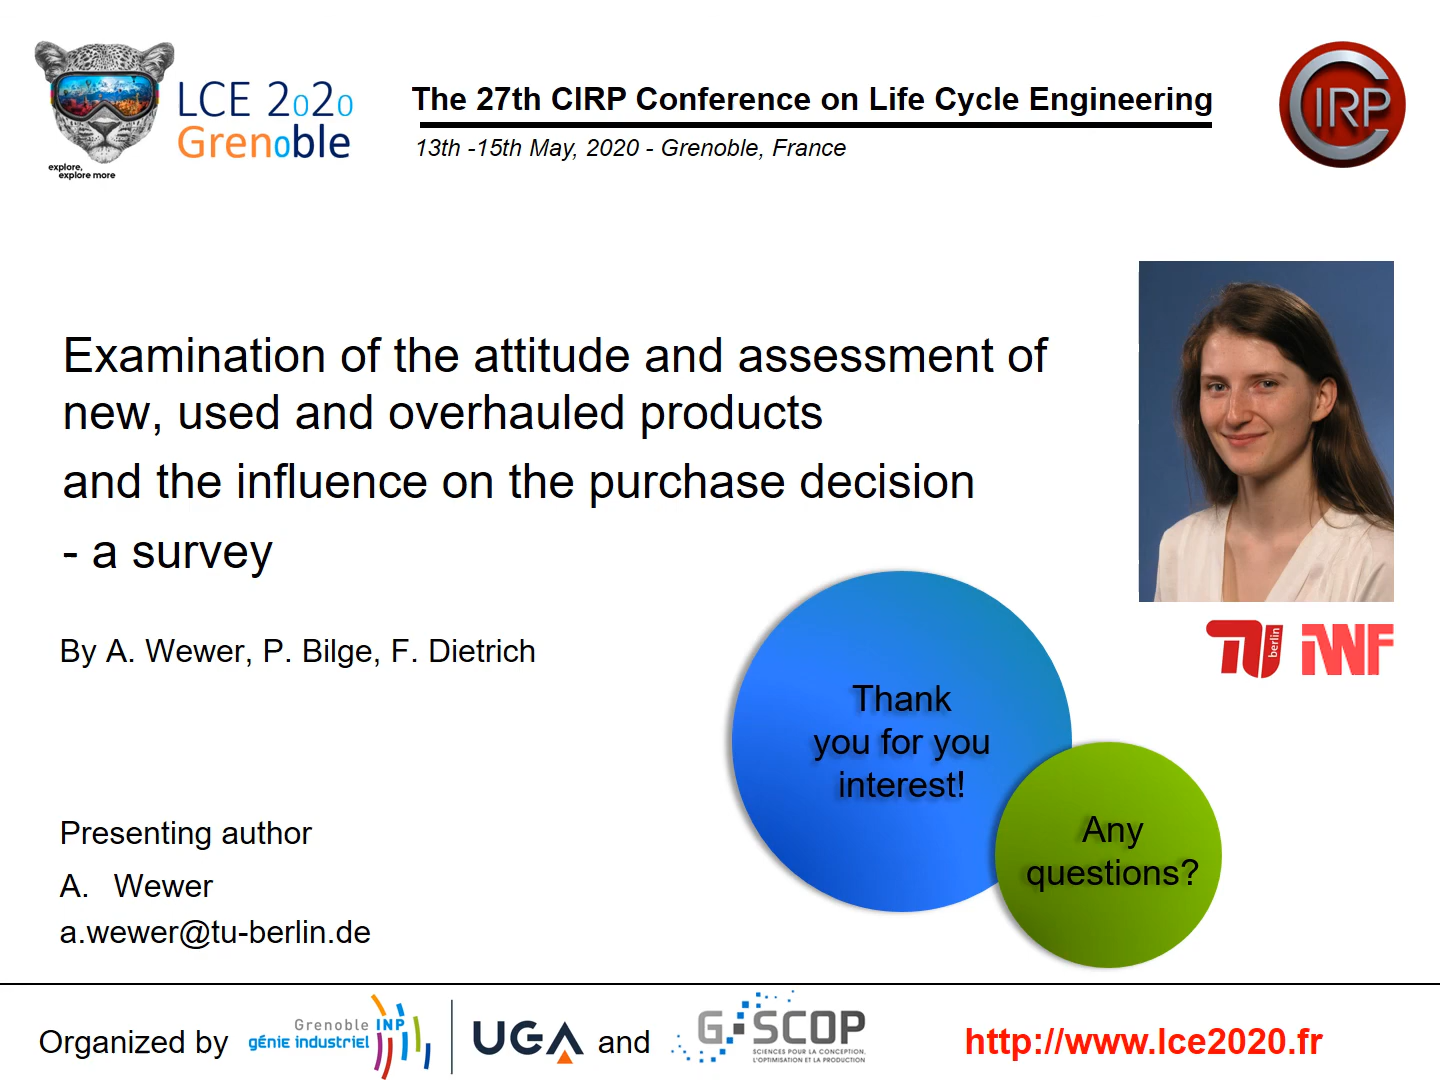 LCE 2020
Grenoble
explore,
explore more
The 27th CIRP Conference on Life Cycle Engineering
13th -15th May, 2020 - Grenoble, France
CIRP
Examination of the attitude and assessment of
new, used and overhauled products
and the influence on the purchase decision
- a survey
By A. Wewer, P. Bilge, F. Dietrich
TU berlin
IWF
Thank
you for you
interest!
Any
questions?
Presenting author
A. Wewer
a.wewer@tu-berlin.de
Organized by
Grenoble INP
génie industriel
UGA
and
G-SCOP
SCIENCES POUR LA CONCEPTION,
L'OPTIMISATION ET LA PRODUCTION
http://www.lce2020.fr